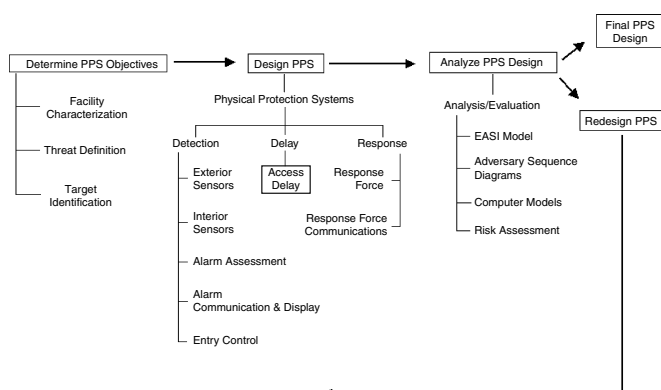 Final PPS
Design
Determine PPS Objectives
Design PPS
Analyze PPS Design
Redesign PPS
Facility
Characterization
Threat Definition
Target
Identification
Physical Protection Systems
Detection
Delay
Response
Exterior
Sensors
Interior
Sensors
Alarm Assessment
Alarm
Communication & Display
Entry Control
Access
Delay
Response
Force
Response Force
Communications
Analysis/Evaluation
EASI Model
Adversary Sequence
Diagrams
Computer Models
Risk Assessment